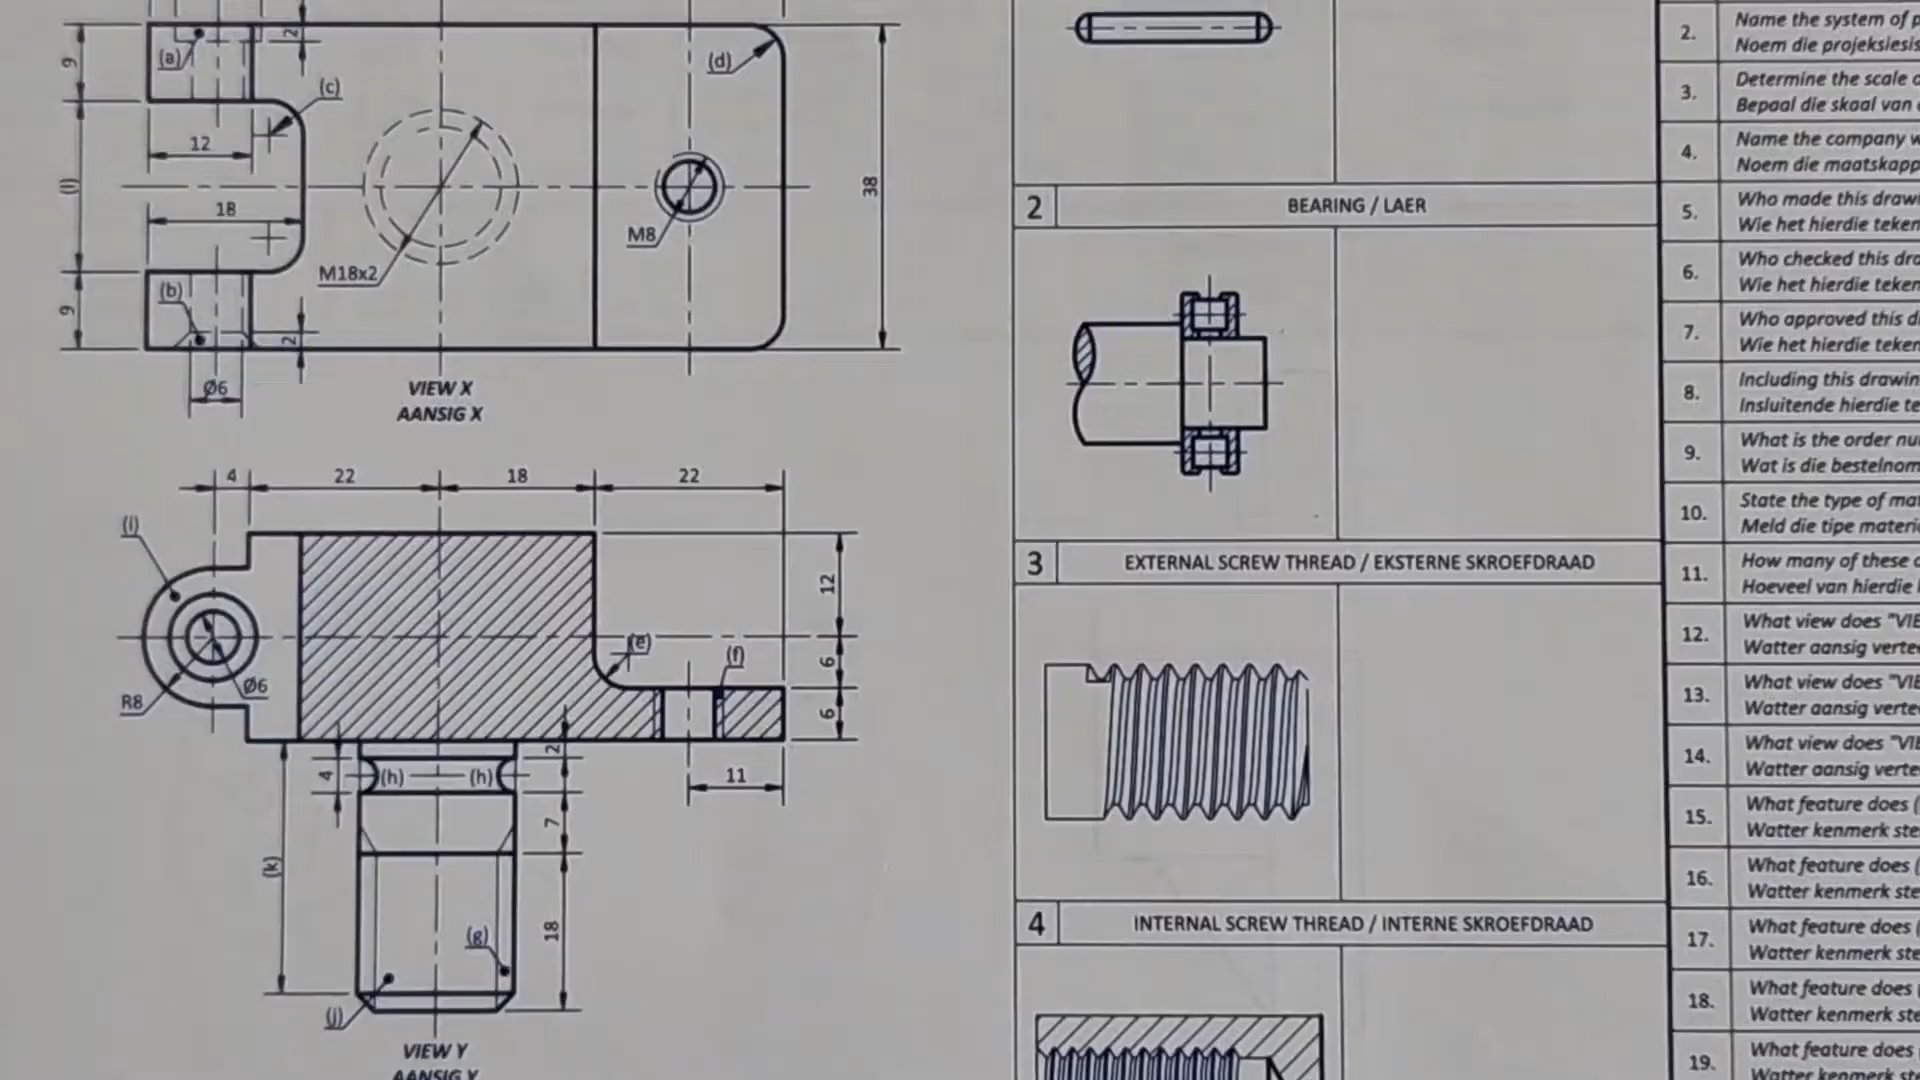 2
(a)
(d)
9
(c)
12
(l)
18
38
M8
M18x2
(b)
9
2
Ø6
VIEW X
AANSIG X
4
22
18
22
(i)
12
(e)
(f)
6
Ø6
R8
6
2
4
(h)
(h)
11
7
(k)
18
(g)
(j)
VIEW Y
AANSIG Y
2
BEARING / LAER
3
EXTERNAL SCREW THREAD / EKSTERNE SKROEFDRAAD
4
INTERNAL SCREW THREAD / INTERNE SKROEFDRAAD
2.
Name the system of
Noem die projeksiesis
3.
Determine the scale
Bepaal die skaal van
4.
Name the company
Noem die maatskapp
5.
Who made this draw
Wie het hierdie teken
6.
Who checked this dra
Wie het hierdie teken
7.
Who approved this
Wie het hierdie teken
8.
Including this drawin
Insluitende hierdie te
9.
What is the order nu
Wat is die bestelnom
10.
State the type of ma
Meld die tipe materi
11.
How many of these
Hoeveel van hierdie
12.
What view does "VIE
Watter aansig verte
13.
What view does "VIE
Watter aansig verte
14.
What view does "VI
Watter aansig verte
15.
What feature does (
Watter kenmerk ste
16.
What feature does (
Watter kenmerk ste
17.
What feature does (
Watter kenmerk ste
18.
What feature does
Watter kenmerk ste
19.
What feature does
Watter kenmerk ste